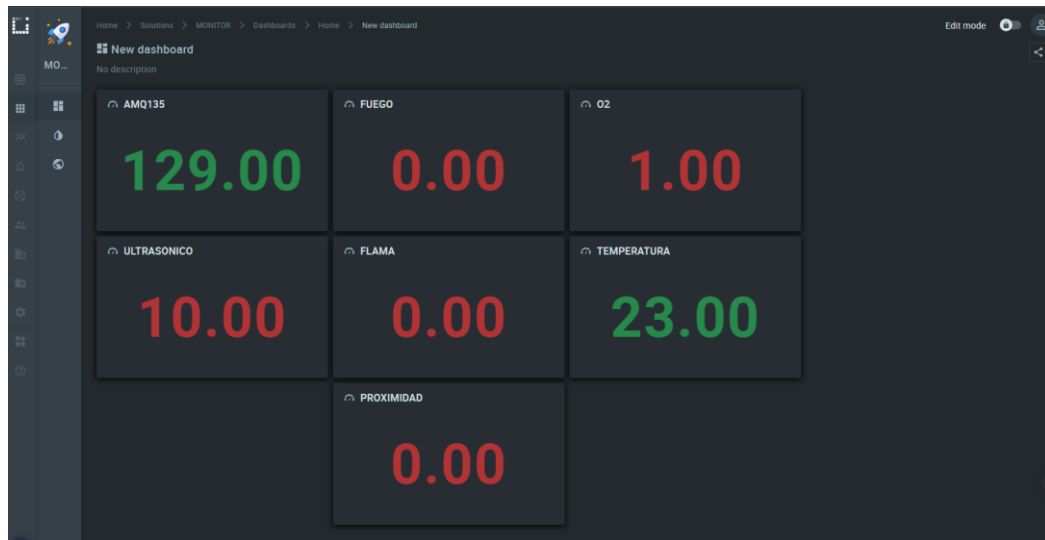 Home > Solutions > MONITOR > Dashboards > Home > New dashboard
Edit mode
New dashboard
MO...
No description
AMQ135
FUEGO
O2
129.00
0.00
1.00
ULTRASONICO
FLAMA
TEMPERATURA
10.00
0.00
23.00
PROXIMIDAD
0.00